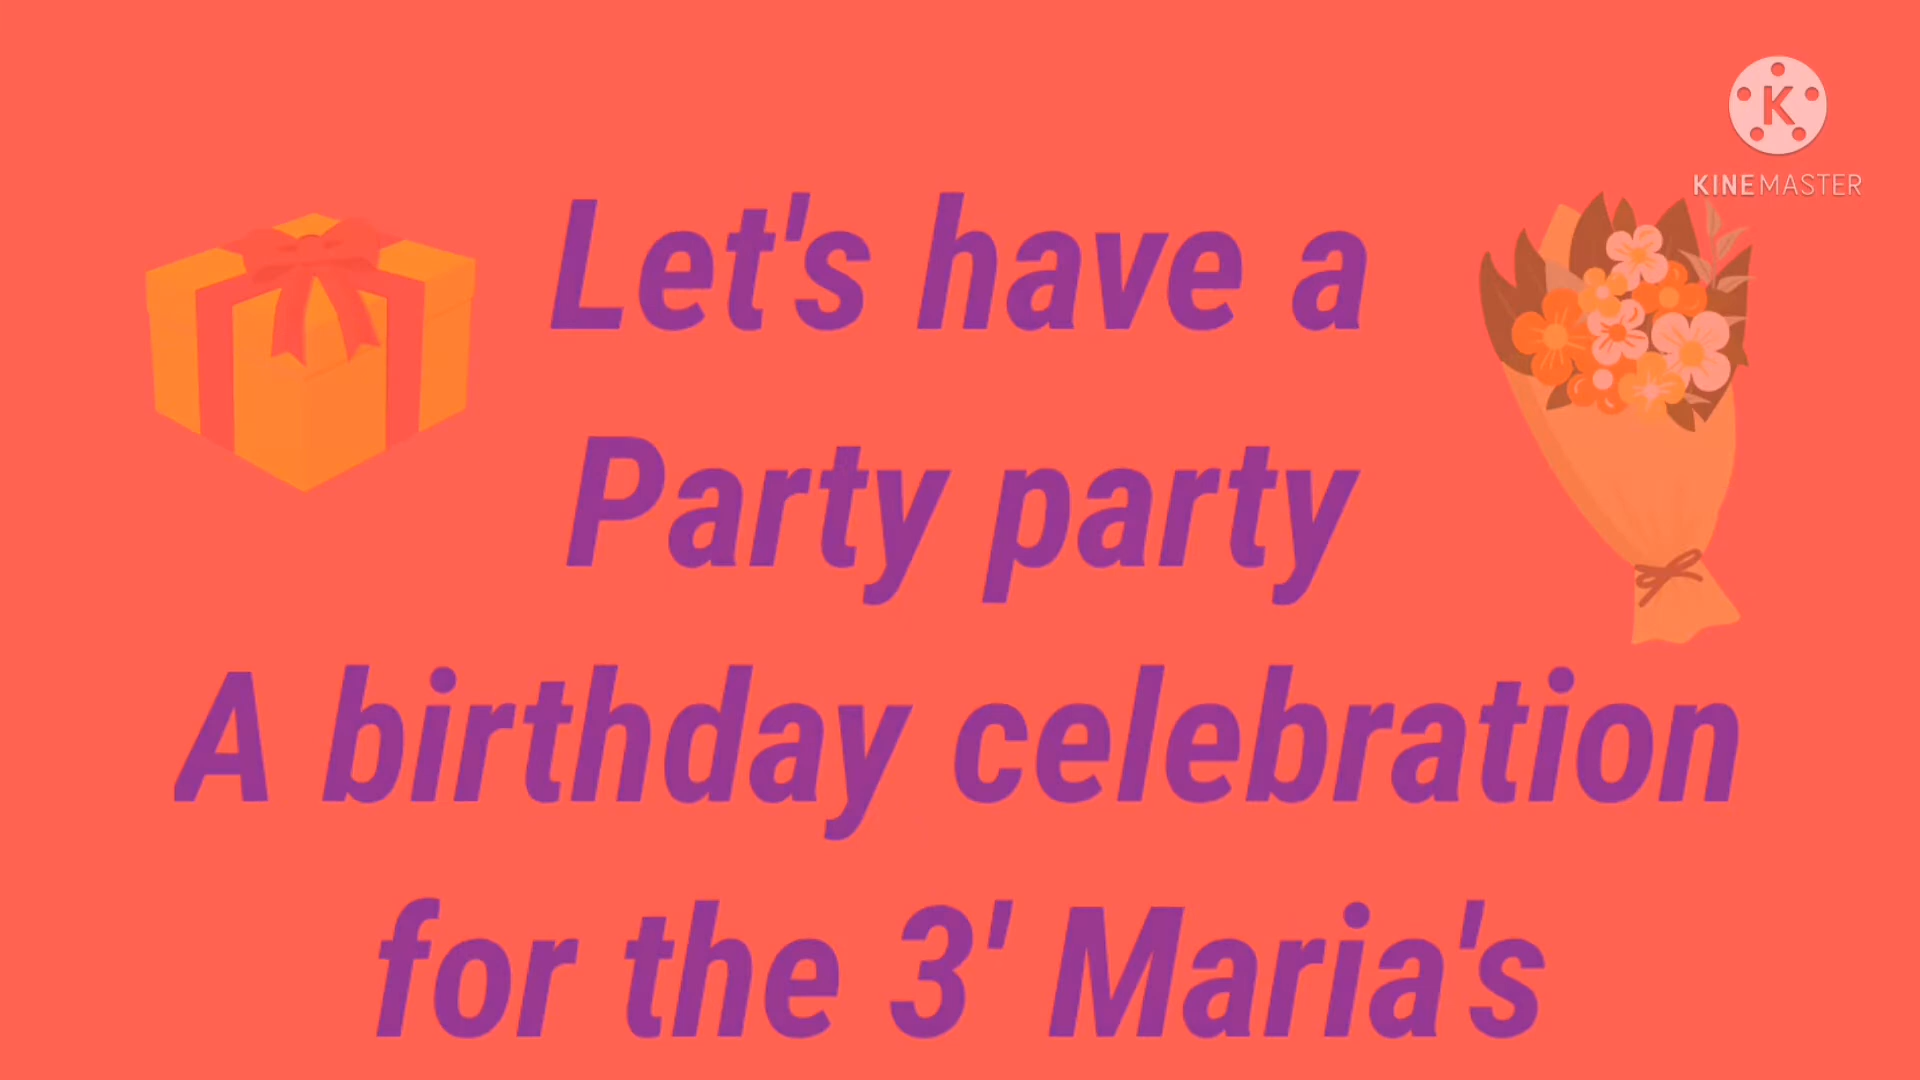 K
KINEMASTER
Let's have a
Party party
A birthday celebration
for the 3' Maria's